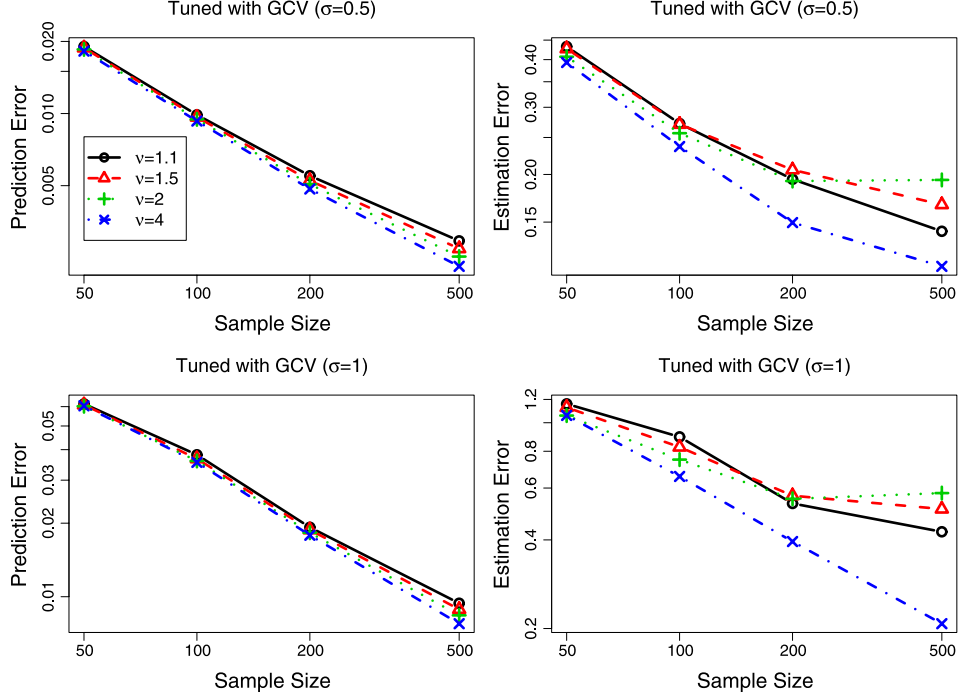 Tuned with GCV (σ=0.5)
Prediction Error
0.020
0.010
0.005
ν=1.1
ν=1.5
ν=2
ν=4
50 100 200 500
Sample Size
Tuned with GCV (σ=0.5)
Estimation Error
0.40
0.30
0.20
0.15
50 100 200 500
Sample Size
Tuned with GCV (σ=1)
Prediction Error
0.05
0.03
0.02
0.01
50 100 200 500
Sample Size
Tuned with GCV (σ=1)
Estimation Error
1.2
0.8
0.6
0.4
0.2
50 100 200 500
Sample Size